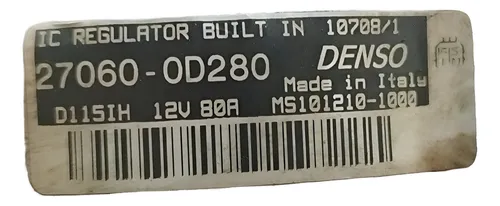 IC REGULATOR BUILT IN 10708/1
27060-0D280 DENSO
Made in Italy
D115IH 12V 80A MS101210-1000